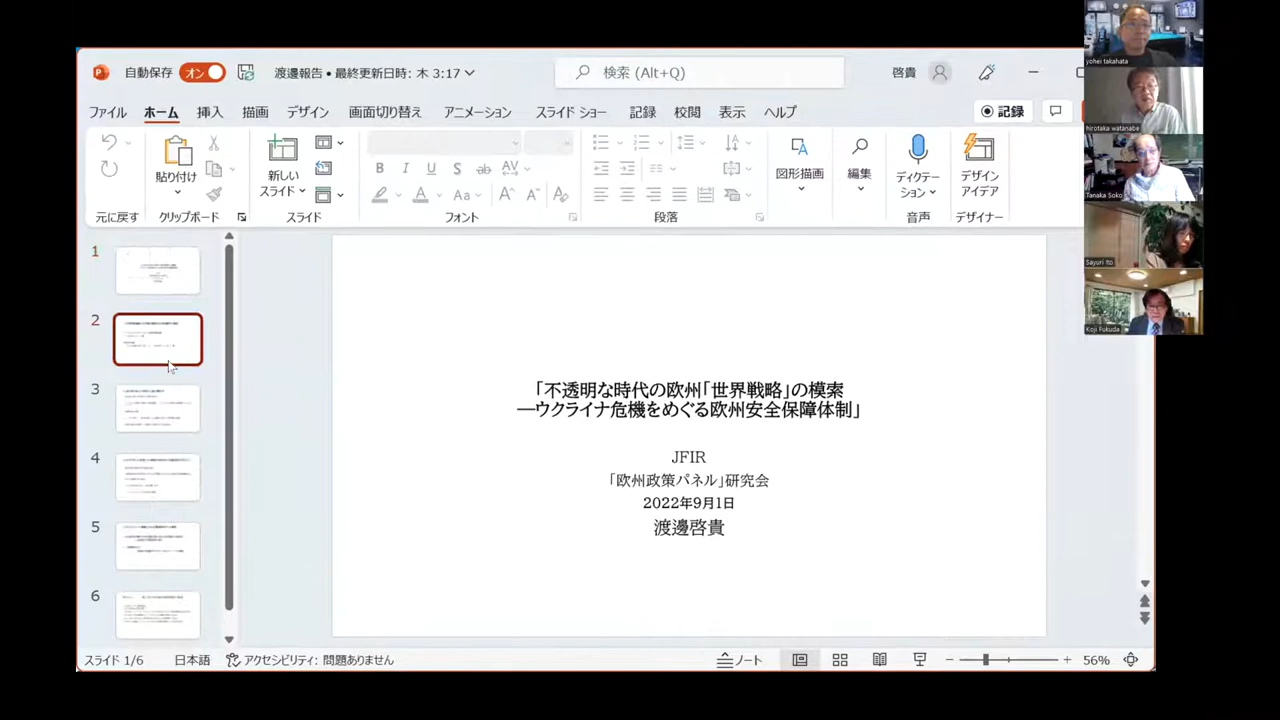 自動保存
オン
渡邊報告 • 最終更新日時: 木 3:17
検索 (Alt+Q)
啓貴
ファイル
ホーム
挿入
描画
デザイン
画面切り替え
アニメーション
スライド ショー
記録
校閲
表示
ヘルプ
記録
貼り付け
新しい
スライド
図形描画
編集
ディクテー
ション
デザイン
アイデア
元に戻す
クリップボード
スライド
フォント
段落
音声
デザイナー
1
2
3
4
5
6
「不透明な時代の欧州「世界戦略」の模索
―ウクライナ危機をめぐる欧州安全保障体制」
JFIR
「欧州政策パネル」研究会
2022年9月1日
渡邊啓貴
スライド 1/6
日本語
アクセシビリティ: 問題ありません
ノート
56%
yohei takahata
hirotaka watanabe
Tanaka Soko
Sayuri Ito
Koji Fukuda